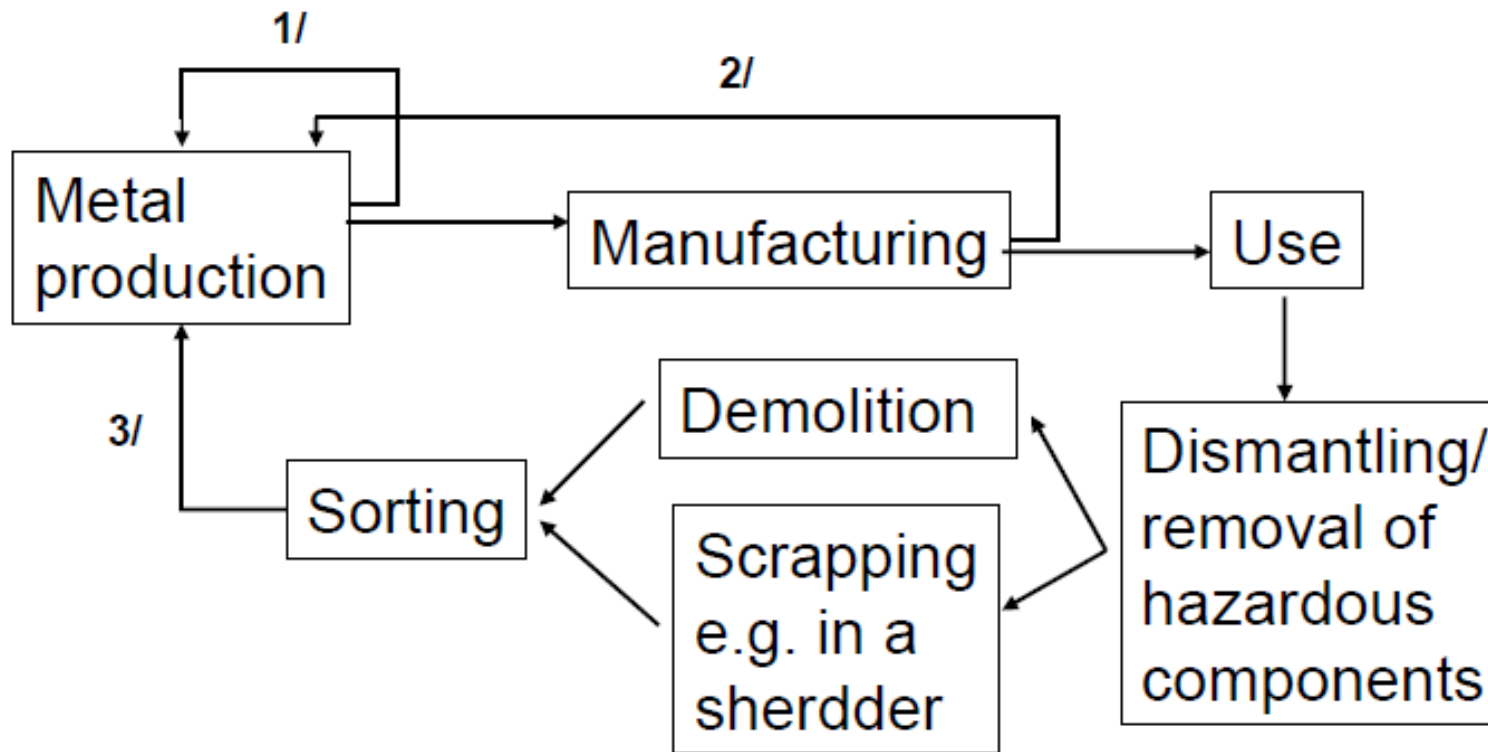 1/
2/
Metal
production
Manufacturing
Use
3/
Demolition
Dismantling/
removal of
hazardous
components
Sorting
Scrapping
e.g. in a
sherdder